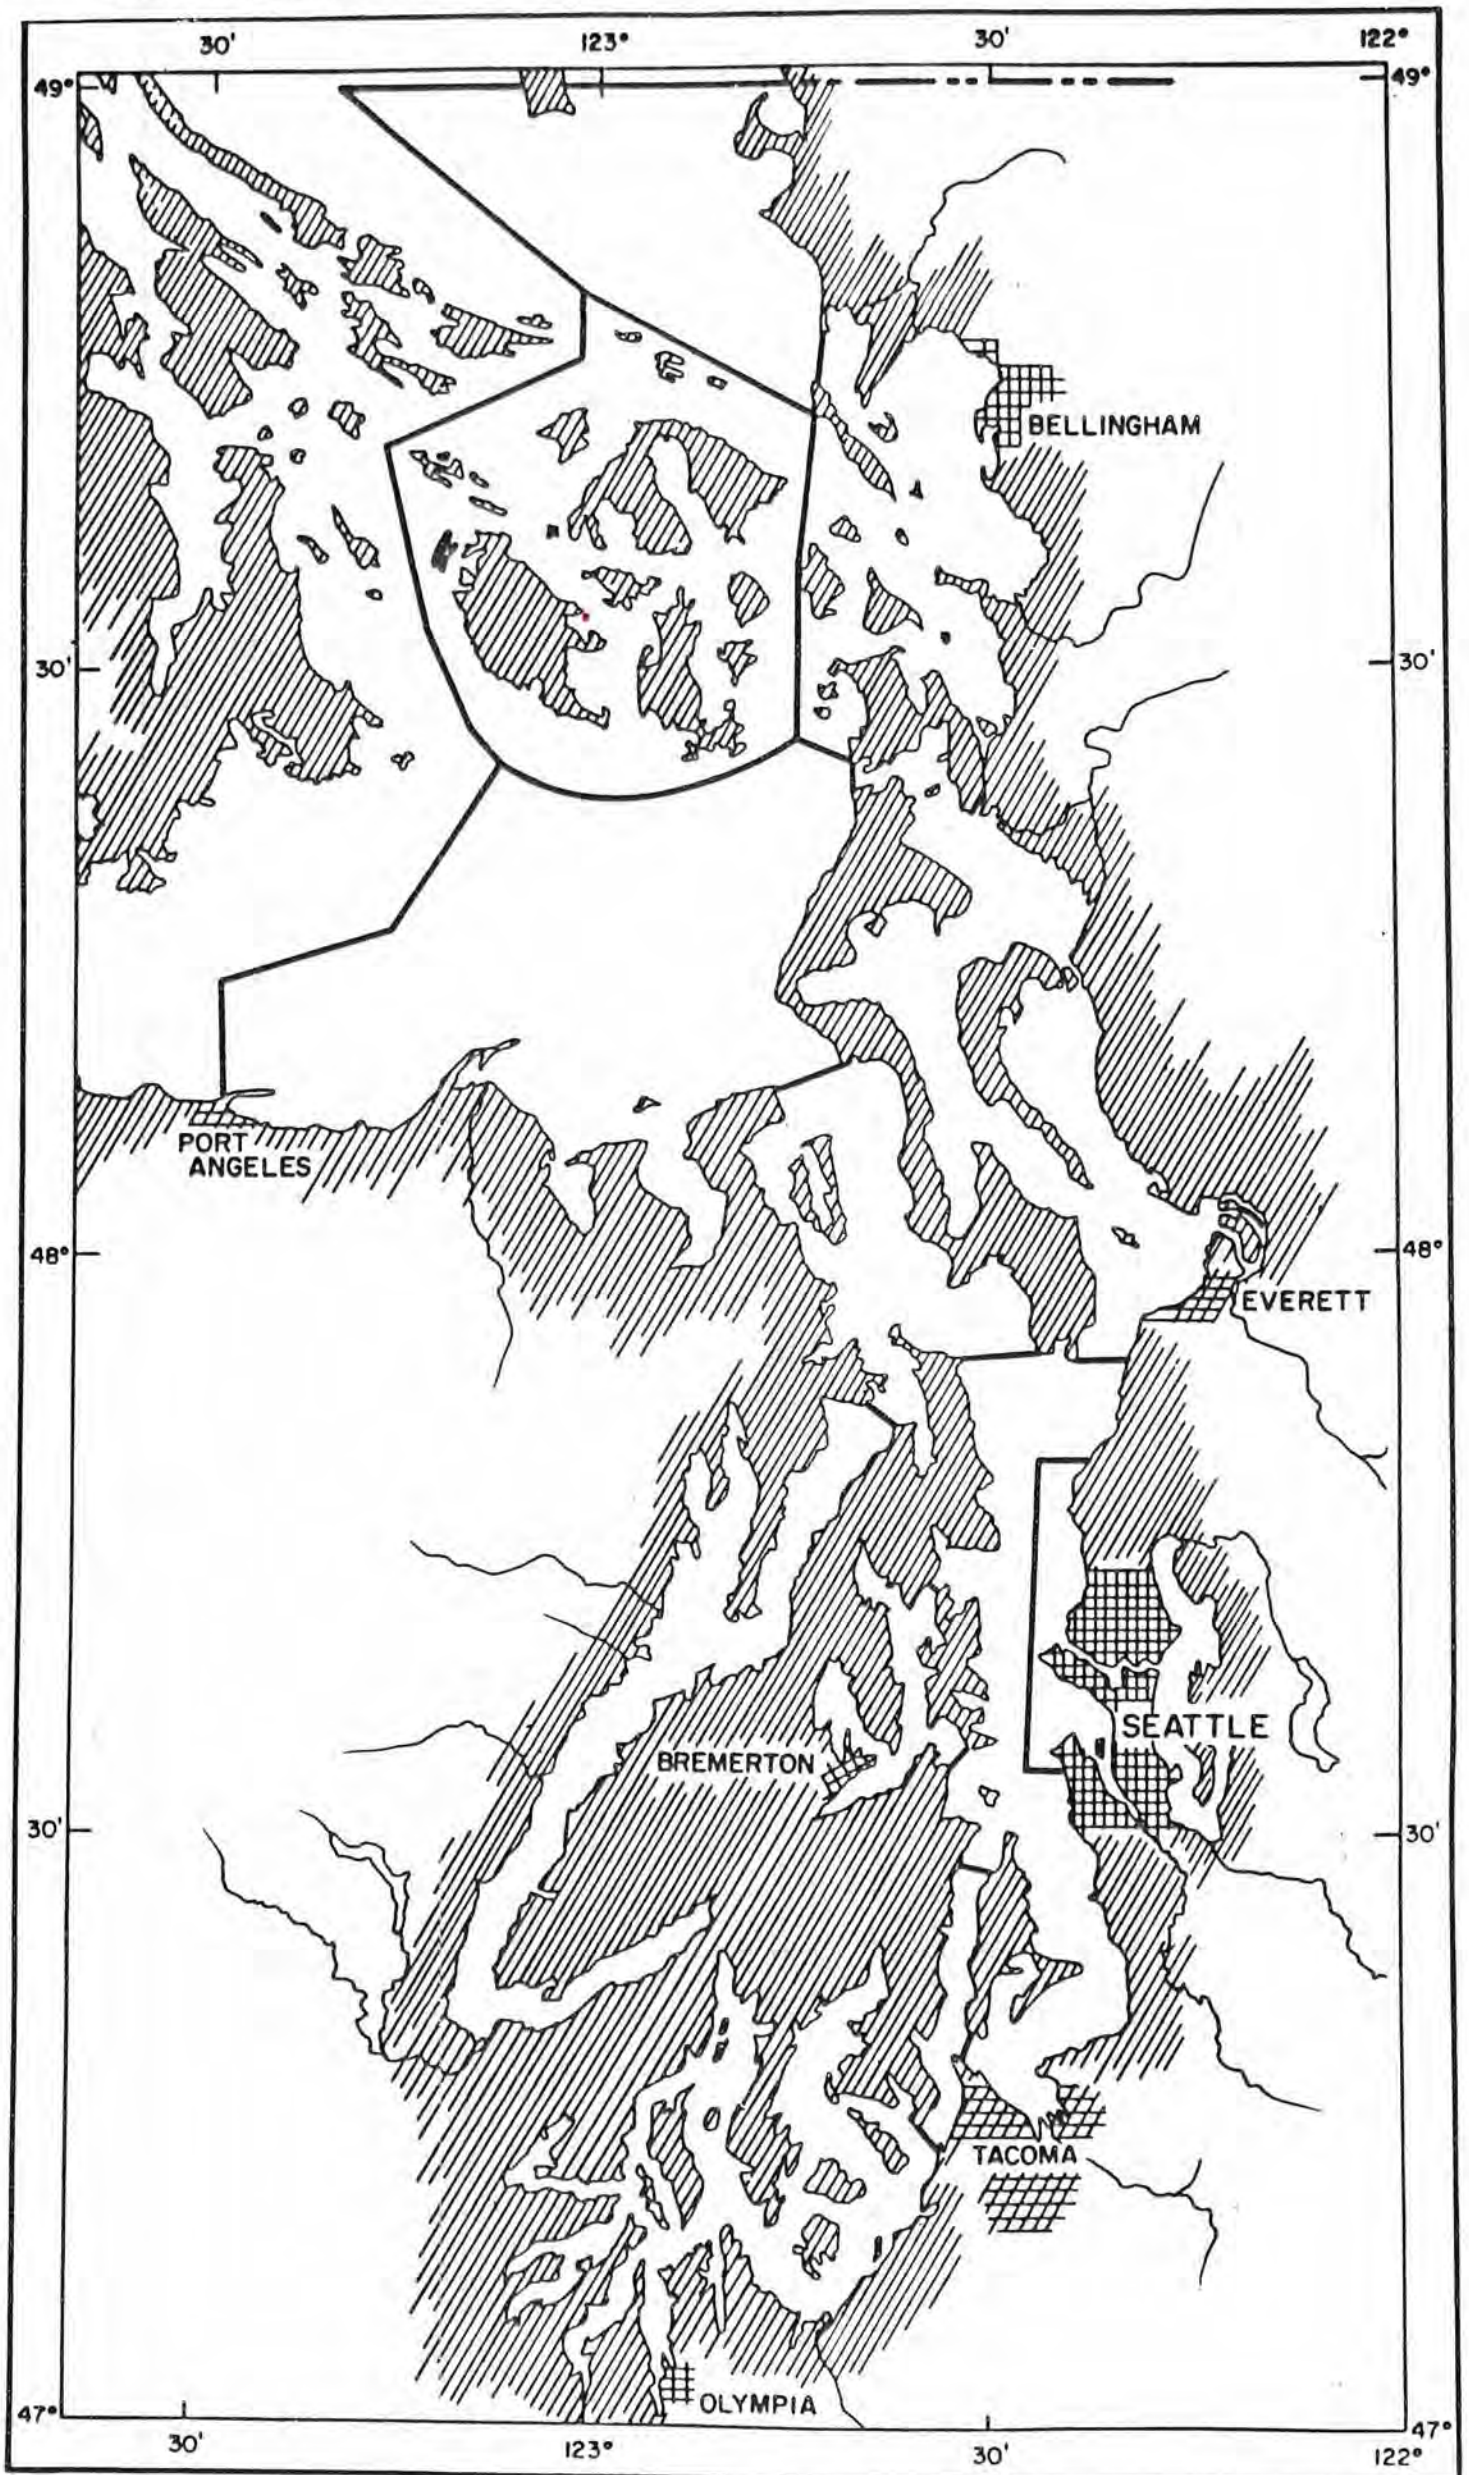 30' 123° 30' 122°
49° 49°
BELLINGHAM
30' 30'
PORT
ANGELES
48° 48°
EVERETT
SEATTLE
BREMERTON
30' 30'
TACOMA
OLYMPIA
47° 47°
30' 123° 30' 122°